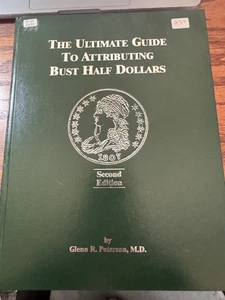 The Ultimate Guide
To Attributing
Bust Half Dollars
1807
Second
Edition
by
Glenn R. Peterson, M.D.